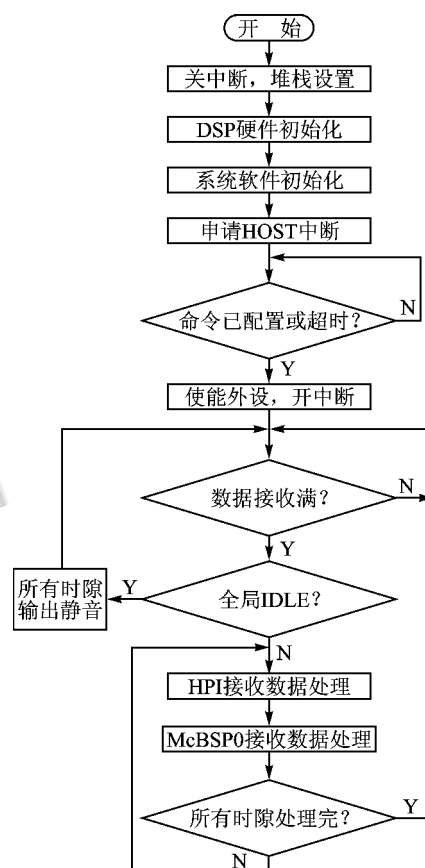 开 始
关中断，堆栈设置
DSP硬件初始化
系统软件初始化
申请HOST中断
命令已配置或超时？
N
Y
使能外设，开中断
数据接收满？
N
Y
所有时隙
输出静音
Y
全局IDLE？
N
HPI接收数据处理
McBSP0接收数据处理
所有时隙处理完？
Y
N